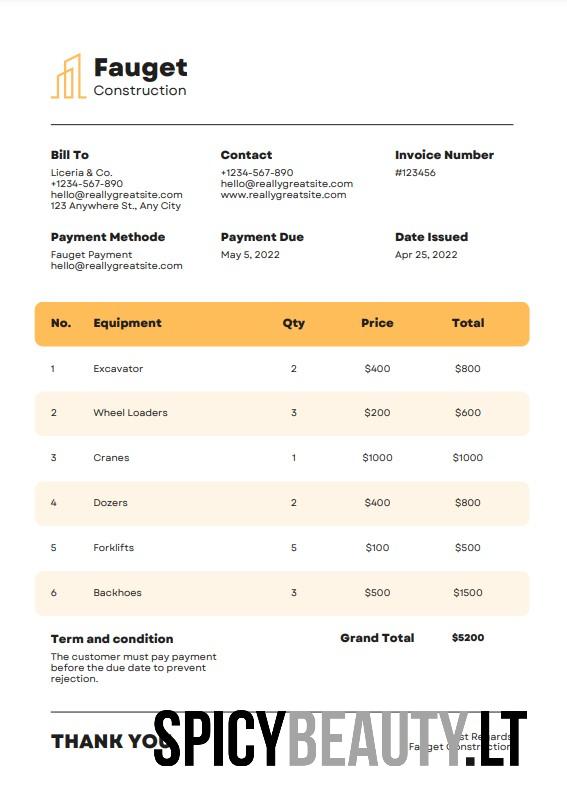 Fauget
Construction
Bill To
Liceria & Co.
+1234-567-890
hello@reallygreatsite.com
123 Anywhere St., Any City
Contact
+1234-567-890
hello@reallygreatsite.com
www.reallygreatsite.com
Invoice Number
#123456
Payment Methode
Fauget Payment
hello@reallygreatsite.com
Payment Due
May 5, 2022
Date Issued
Apr 25, 2022
No. Equipment Qty Price Total
1 Excavator 2 $400 $800
2 Wheel Loaders 3 $200 $600
3 Cranes 1 $1000 $1000
4 Dozers 2 $400 $800
5 Forklifts 5 $100 $500
6 Backhoes 3 $500 $1500
Term and condition
The customer must pay payment
before the due date to prevent
rejection.
Grand Total $5200
THANK YOU
SPICYBEAUTY.LT
Regards
Fauget Construction